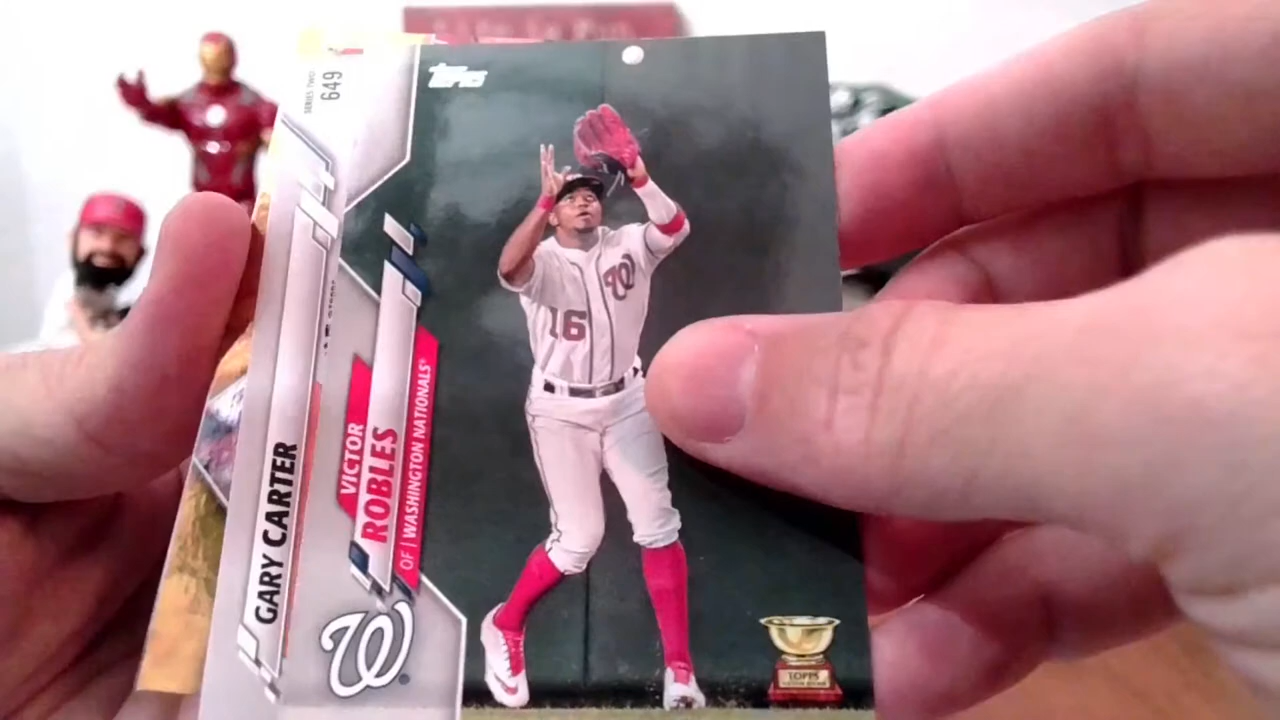 SERIES TWO
649
topps
16
W
VICTOR
ROBLES
OF | WASHINGTON NATIONALS®
GARY CARTER
W
TOPPS